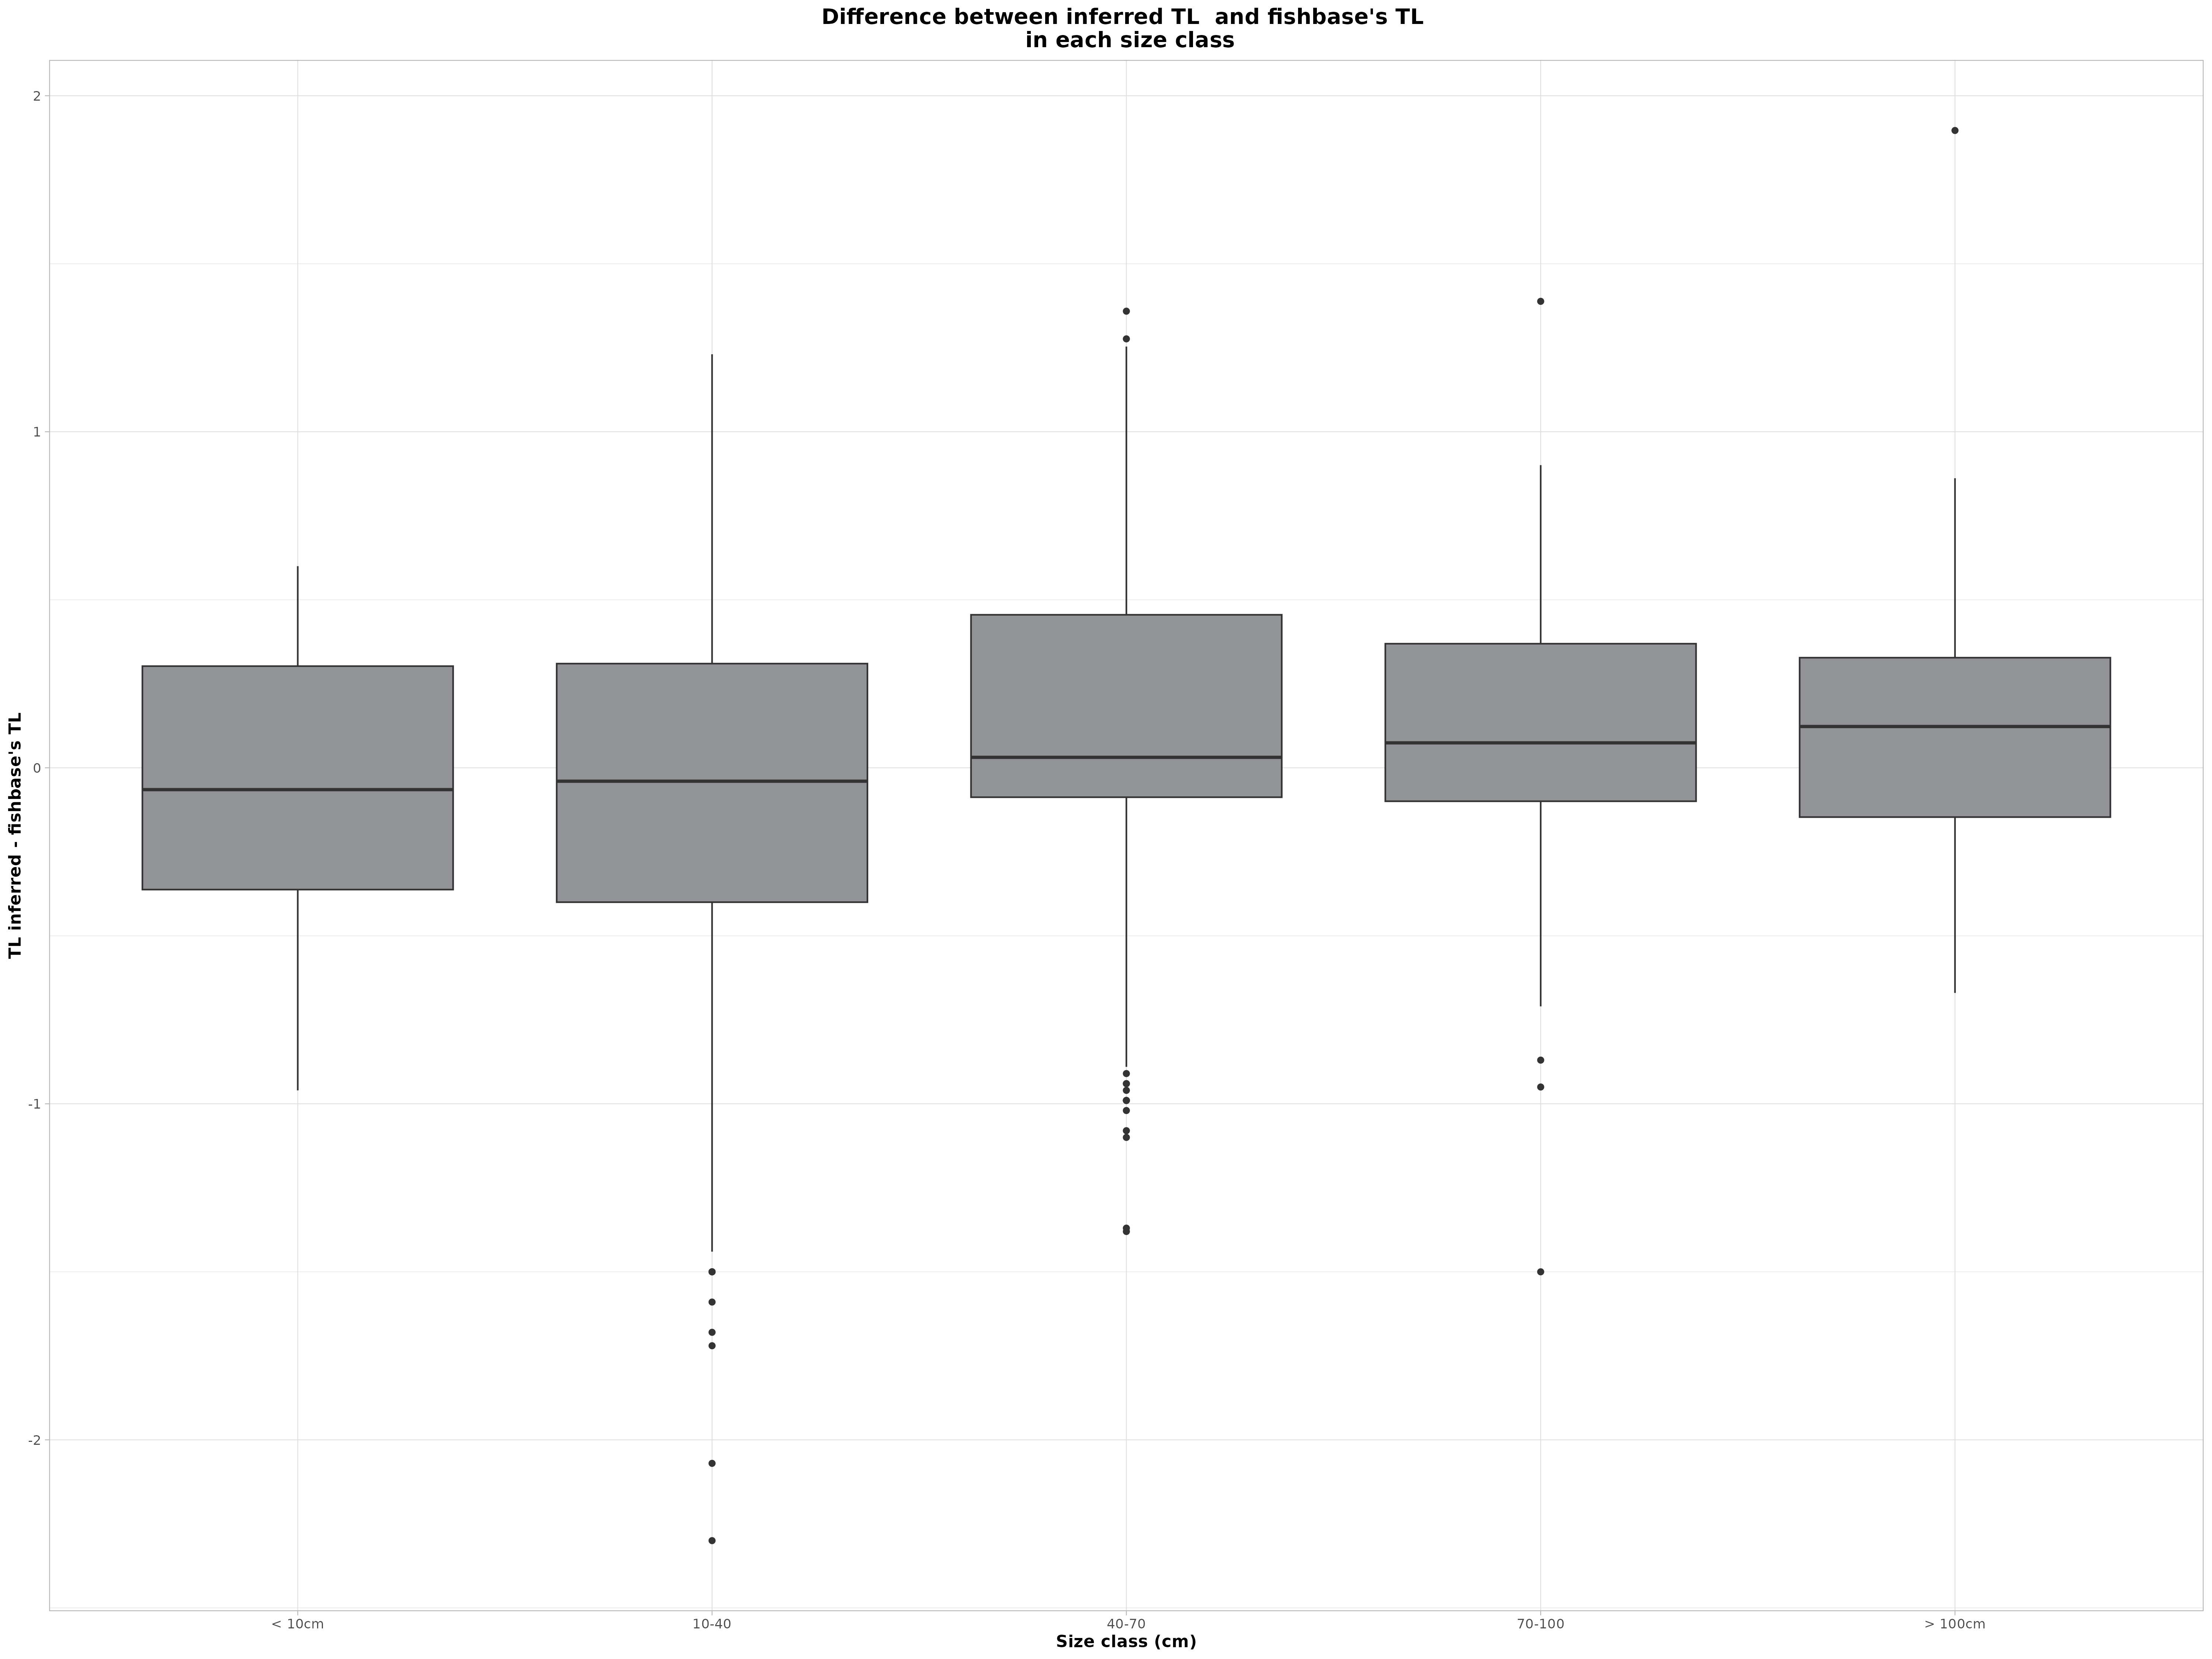 Difference between inferred TL  and fishbase's TL
in each size class
TL inferred - fishbase's TL
2
1
0
-1
-2
< 10cm
10-40
40-70
70-100
> 100cm
Size class (cm)